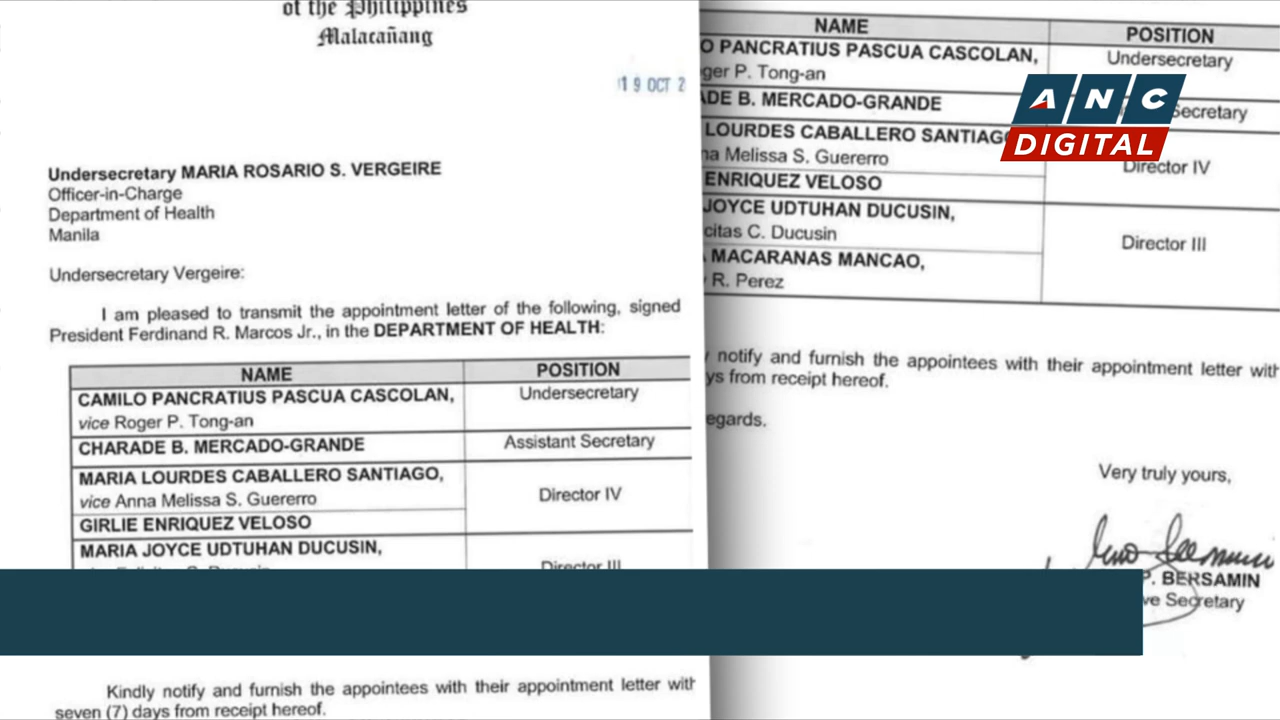 of the Philippines
Malacañang
19 OCT 2
Undersecretary MARIA ROSARIO S. VERGEIRE
Officer-in-Charge
Department of Health
Manila
Undersecretary Vergeire:
I am pleased to transmit the appointment letter of the following, signed
President Ferdinand R. Marcos Jr., in the DEPARTMENT OF HEALTH:
NAME POSITION
CAMILO PANCRATIUS PASCUA CASCOLAN, Undersecretary
vice Roger P. Tong-an
CHARADE B. MERCADO-GRANDE Assistant Secretary
MARIA LOURDES CABALLERO SANTIAGO,
vice Anna Melissa S. Guererro Director IV
GIRLIE ENRIQUEZ VELOSO
MARIA JOYCE UDTUHAN DUCUSIN,
Director III
Kindly notify and furnish the appointees with their appointment letter with
seven (7) days from receipt hereof.
NAME POSITION
O PANCRATIUS PASCUA CASCOLAN, Undersecretary
ger P. Tong-an
ADE B. MERCADO-GRANDE Secretary
LOURDES CABALLERO SANTIAGO
na Melissa S. Guererro Director IV
ENRIQUEZ VELOSO
JOYCE UDTUHAN DUCUSIN,
citas C. Ducusin Director III
MACARANAS MANCAO,
R. Perez
notify and furnish the appointees with their appointment letter with
ys from receipt hereof.
egards.
Very truly yours,
P. BERSAMIN
ve Secretary
ANC
DIGITAL